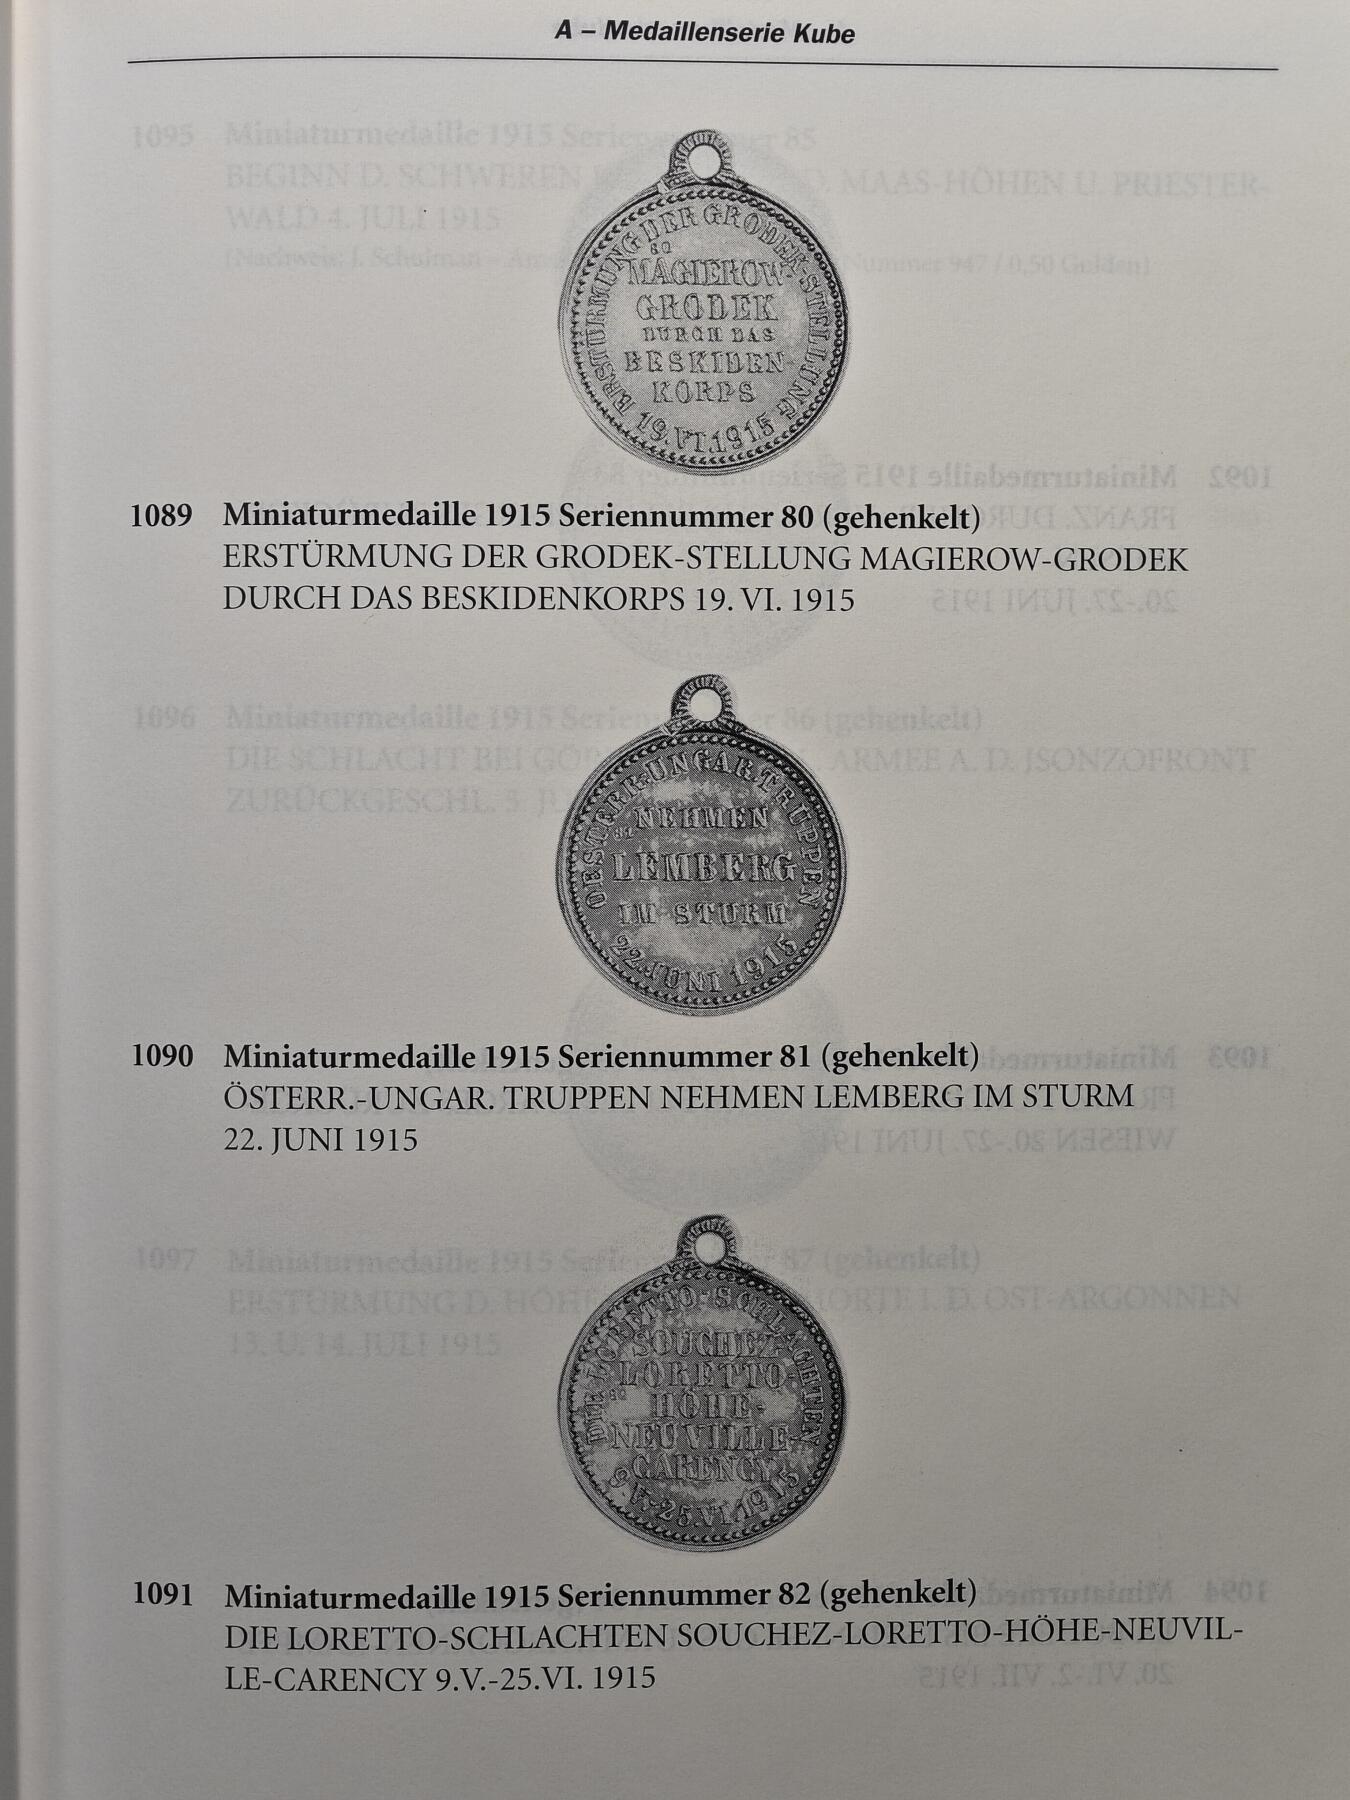 A – Medaillenserie Kube
ERSTÜRMUNG DER GRODEK-STELLUNG
80
MAGIEROW-
GRODEK
DURCH DAS
BESKIDEN-
KORPS
19.VI.1915
1089 Miniaturmedaille 1915 Seriennummer 80 (gehenkelt)
ERSTÜRMUNG DER GRODEK-STELLUNG MAGIEROW-GRODEK
DURCH DAS BESKIDENKORPS 19. VI. 1915
OESTERR.-UNGAR.TRUPPEN
NEHMEN
81
LEMBERG
IM STURM
22.JUNI 1915
1090 Miniaturmedaille 1915 Seriennummer 81 (gehenkelt)
ÖSTERR.-UNGAR. TRUPPEN NEHMEN LEMBERG IM STURM
22. JUNI 1915
DIE LORETTO-SCHLACHTEN
SOUCHEZ-
LORETTO-
HÖHE-
NEUVILLE-
CARENCY
9.V.-25.VI.1915
1091 Miniaturmedaille 1915 Seriennummer 82 (gehenkelt)
DIE LORETTO-SCHLACHTEN SOUCHEZ-LORETTO-HÖHE-NEUVIL-
LE-CARENCY 9.V.-25.VI. 1915